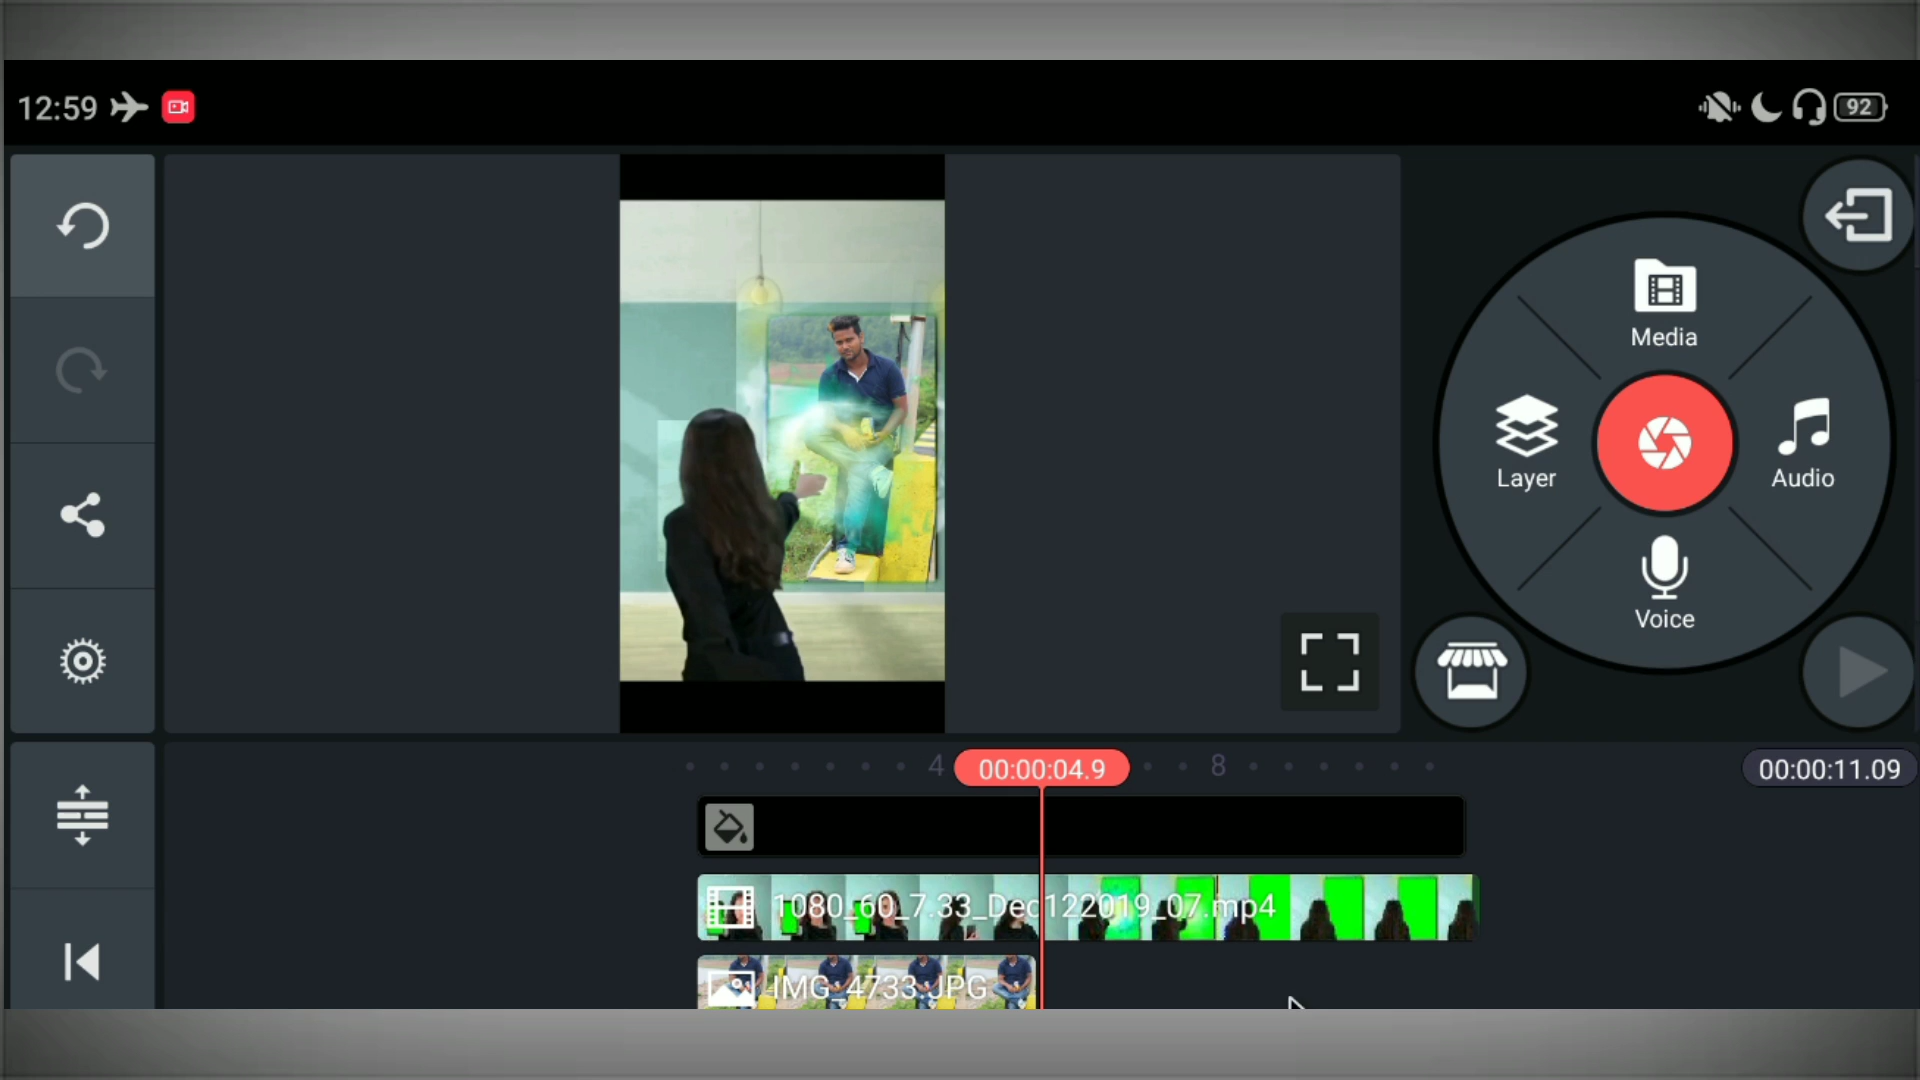 12:59
92
Media
Layer
Audio
Voice
4
00:00:04.9
8
00:00:11.09
1080_60_7.33_Dec122019_07.mp4
IMG_4733.JPG